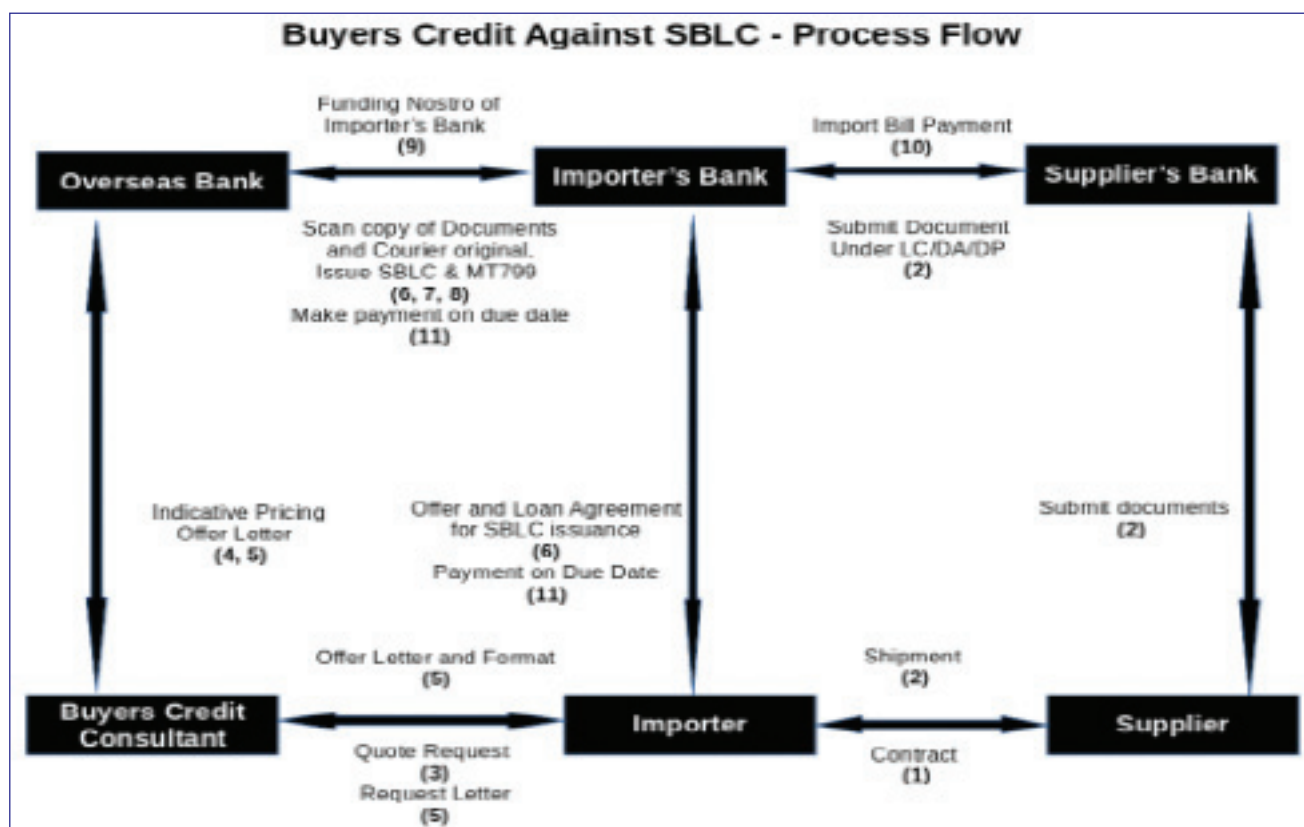 Buyers Credit Against SBLC - Process Flow
Funding Nostro of
Importer's Bank
(9)
Import Bill Payment
(10)
Overseas Bank
Importer's Bank
Supplier's Bank
Scan copy of Documents
and Courier original.
Issue SBLC & MT799
(6, 7, 8)
Make payment on due date
(11)
Submit Document
Under LC/DA/DP
(2)
Indicative Pricing
Offer Letter
(4, 5)
Offer and Loan Agreement
for SBLC issuance
(6)
Payment on Due Date
(11)
Submit documents
(2)
Offer Letter and Format
(5)
Shipment
(2)
Buyers Credit
Consultant
Importer
Supplier
Quote Request
(3)
Request Letter
(5)
Contract
(1)